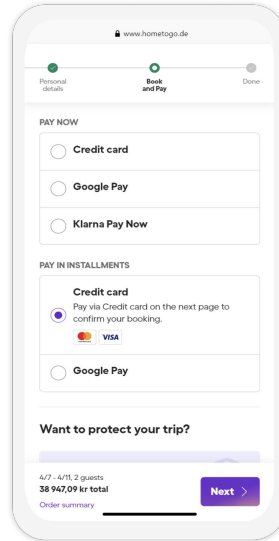 www.hometogo.de
Personal
details
Book
and Pay
Done
PAY NOW
Credit card
Google Pay
Klarna Pay Now
PAY IN INSTALLMENTS
Credit card
Pay via Credit card on the next page to
confirm your booking.
VISA
Google Pay
Want to protect your trip?
4/7 - 4/11, 2 guests
38 947,09 kr total
Order summary
Next